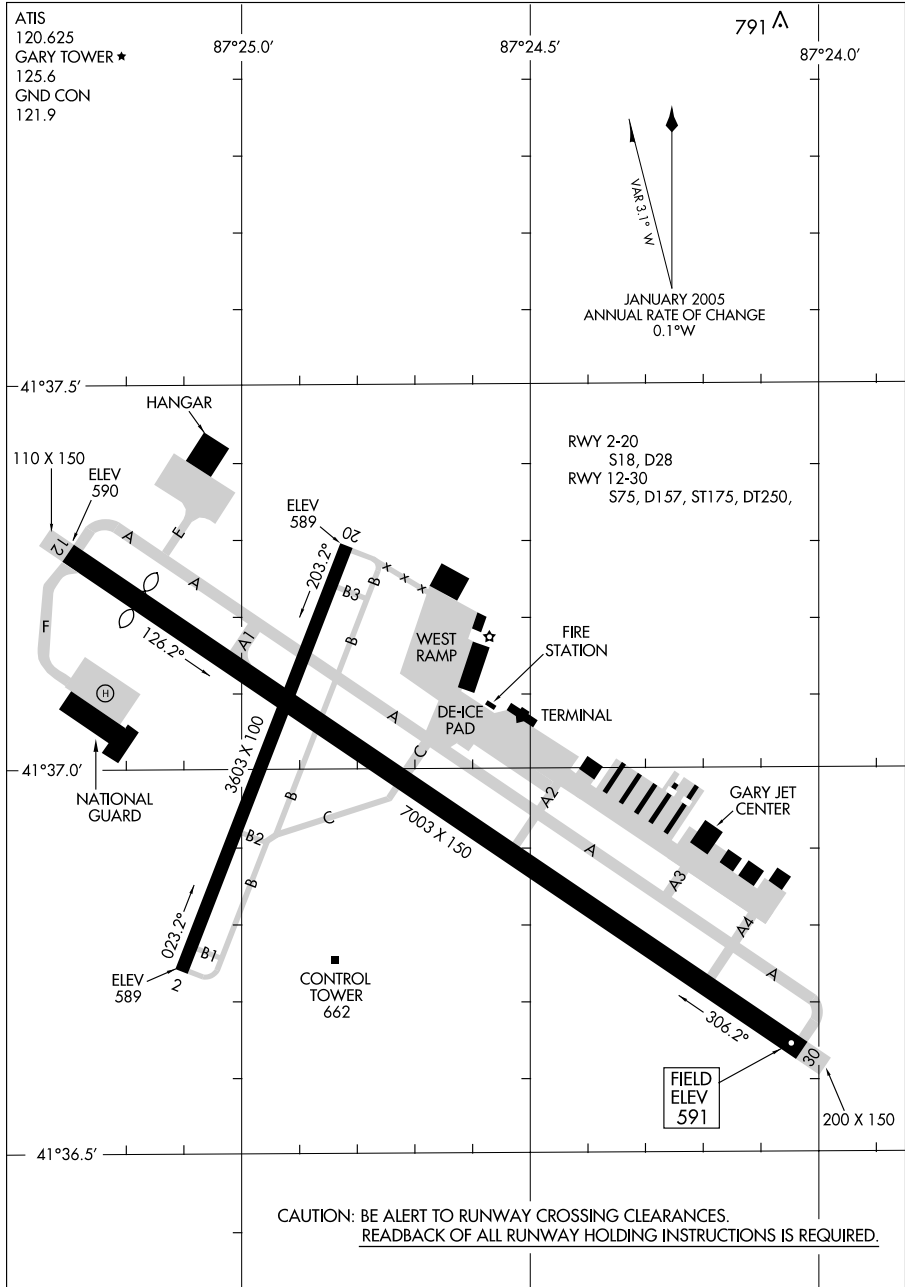 ATIS
120.625
GARY TOWER ★
125.6
GND CON
121.9
87°25.0'
87°24.5'
791
87°24.0'
VAR 3.1° W
JANUARY 2005
ANNUAL RATE OF CHANGE
0.1°W
41°37.5'
HANGAR
RWY 2-20
S18, D28
RWY 12-30
S75, D157, ST175, DT250,
110 X 150
ELEV
590
ELEV
589
20
12
A
E
203.2°
A
B
x x x
B3
F
A1
B
WEST
RAMP
FIRE
STATION
126.2°
H
A
DE-ICE
PAD
TERMINAL
C
3603 X 100
41°37.0'
NATIONAL
GUARD
B
C
7003 X 150
A2
GARY JET
CENTER
B2
A
B
A3
023.2°
A4
B1
ELEV
589
2
CONTROL
TOWER
662
A
306.2°
30
FIELD
ELEV
591
200 X 150
41°36.5'
CAUTION: BE ALERT TO RUNWAY CROSSING CLEARANCES.
READBACK OF ALL RUNWAY HOLDING INSTRUCTIONS IS REQUIRED.